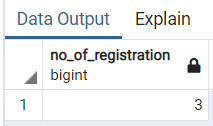 Data Output Explain
no_of_registration
bigint
1 3